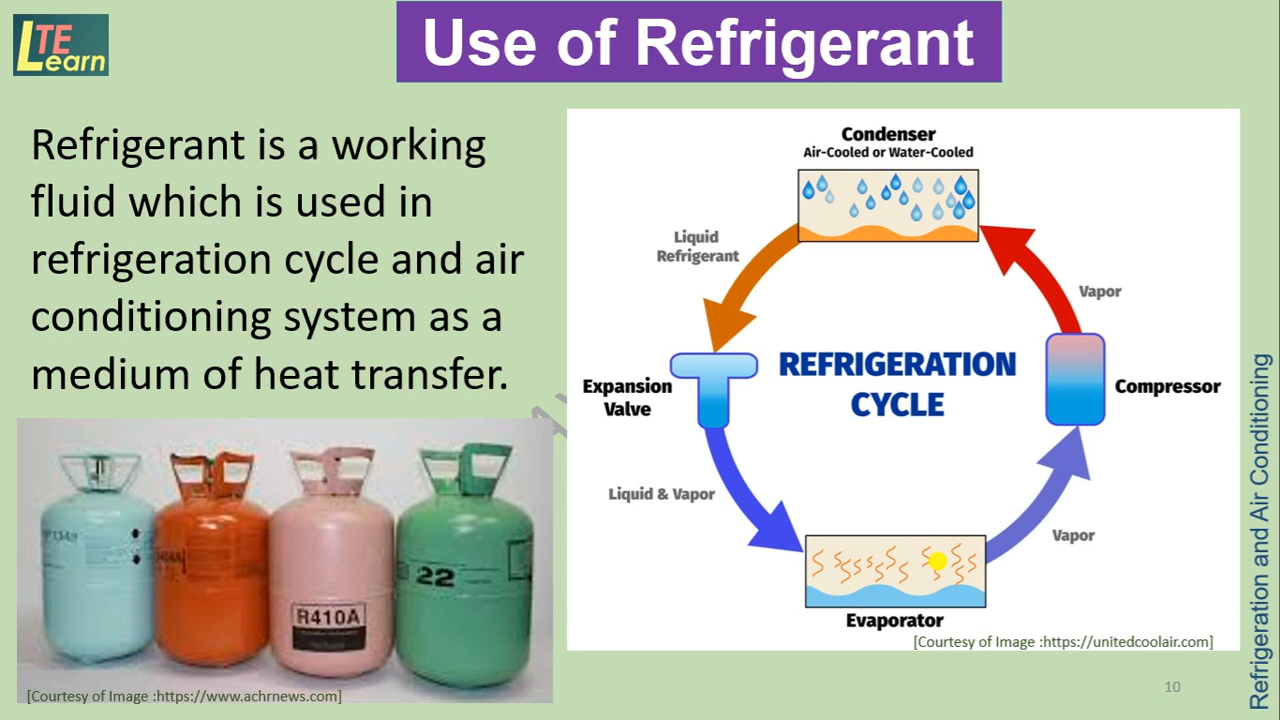 LTE
Learn
Use of Refrigerant
Refrigerant is a working
fluid which is used in
refrigeration cycle and air
conditioning system as a
medium of heat transfer.
Condenser
Air-Cooled or Water-Cooled
Liquid
Refrigerant
Vapor
REFRIGERATION
CYCLE
Expansion
Valve
Compressor
Liquid & Vapor
Vapor
Evaporator
[Courtesy of Image :https://unitedcoolair.com]
R410A
22
[Courtesy of Image :https://www.achrnews.com]
10
Refrigeration and Air Conditioning